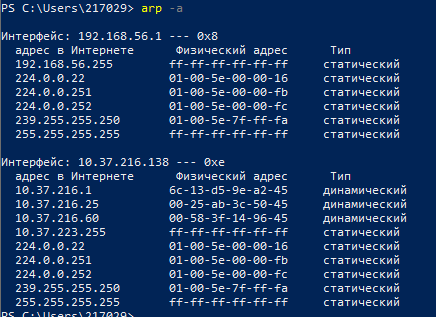 PS C:\Users\217029> arp -a
Интерфейс: 192.168.56.1 --- 0x8
адрес в Интернете Физический адрес Тип
192.168.56.255 ff-ff-ff-ff-ff-ff статический
224.0.0.22 01-00-5e-00-00-16 статический
224.0.0.251 01-00-5e-00-00-fb статический
224.0.0.252 01-00-5e-00-00-fc статический
239.255.255.250 01-00-5e-7f-ff-fa статический
255.255.255.255 ff-ff-ff-ff-ff-ff статический
Интерфейс: 10.37.216.138 --- 0xe
адрес в Интернете Физический адрес Тип
10.37.216.1 6c-13-d5-9e-a2-45 динамический
10.37.216.25 00-25-ab-3c-50-45 динамический
10.37.216.60 00-58-3f-14-96-45 динамический
10.37.223.255 ff-ff-ff-ff-ff-ff статический
224.0.0.22 01-00-5e-00-00-16 статический
224.0.0.251 01-00-5e-00-00-fb статический
224.0.0.252 01-00-5e-00-00-fc статический
239.255.255.250 01-00-5e-7f-ff-fa статический
255.255.255.255 ff-ff-ff-ff-ff-ff статический
PS C:\Users\217029>